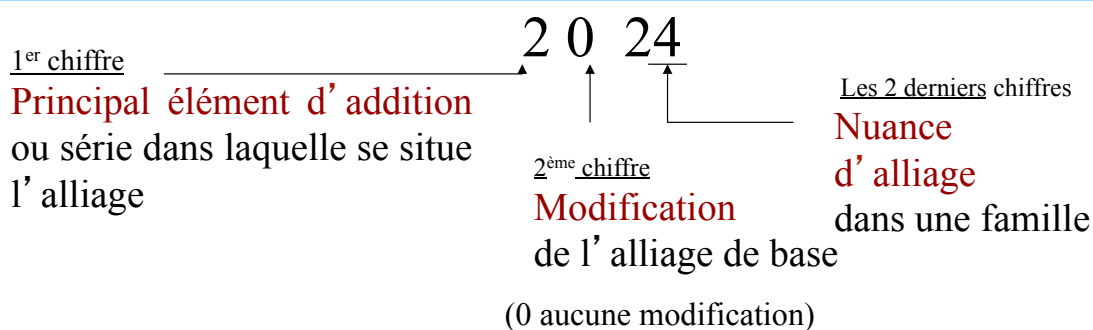 2 0 24
1er chiffre
Principal élément d’addition
ou série dans laquelle se situe
l’alliage
2ème chiffre
Modification
de l’alliage de base
(0 aucune modification)
Les 2 derniers chiffres
Nuance
d’alliage
dans une famille